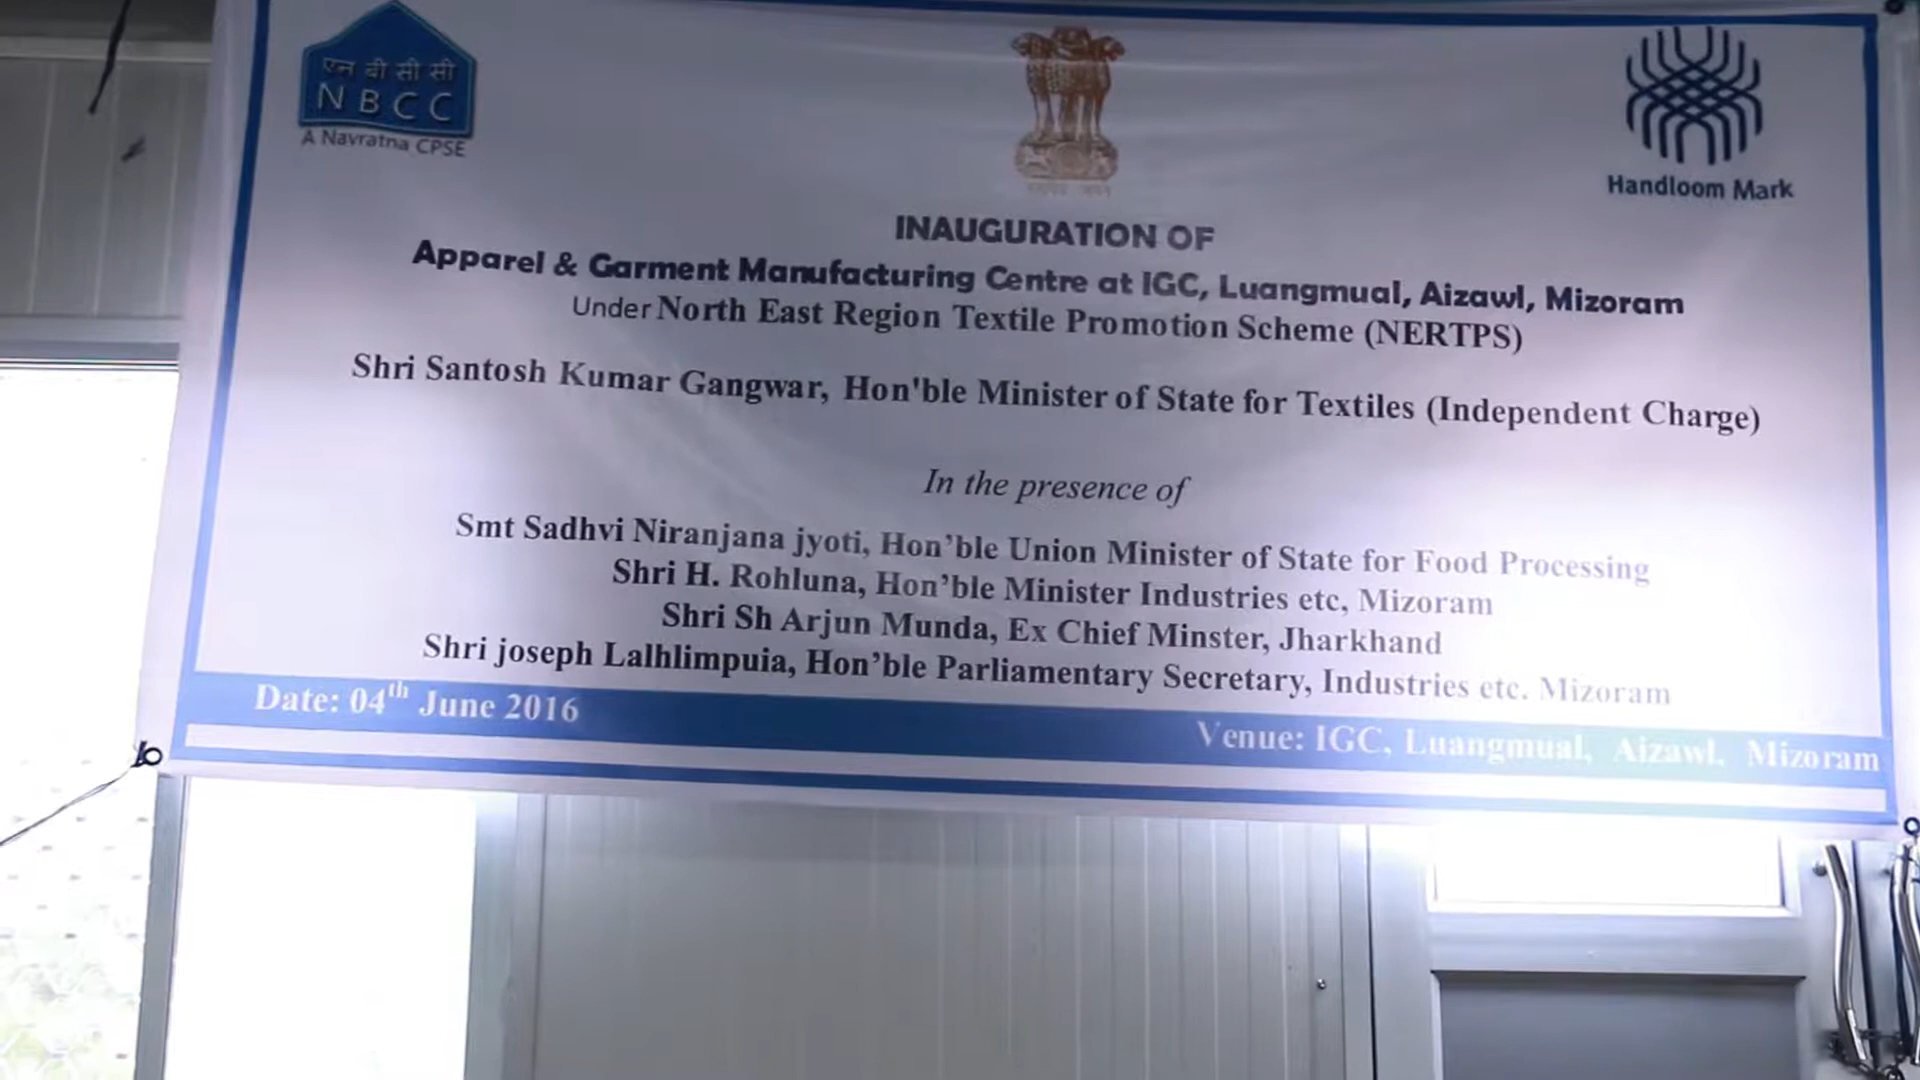 एन बी सी सी
NBCC
A Navratna CPSE
Handloom Mark
INAUGURATION OF
Apparel & Garment Manufacturing Centre at IGC, Luangmual, Aizawl, Mizoram
Under North East Region Textile Promotion Scheme (NERTPS)
Shri Santosh Kumar Gangwar, Hon'ble Minister of State for Textiles (Independent Charge)
In the presence of
Smt Sadhvi Niranjana jyoti, Hon’ble Union Minister of State for Food Processing
Shri H. Rohluna, Hon’ble Minister Industries etc, Mizoram
Shri Sh Arjun Munda, Ex Chief Minster, Jharkhand
Shri joseph Lalhlimpuia, Hon’ble Parliamentary Secretary, Industries etc. Mizoram
Date: 04th June 2016
Venue: IGC, Luangmual, Aizawl, Mizoram